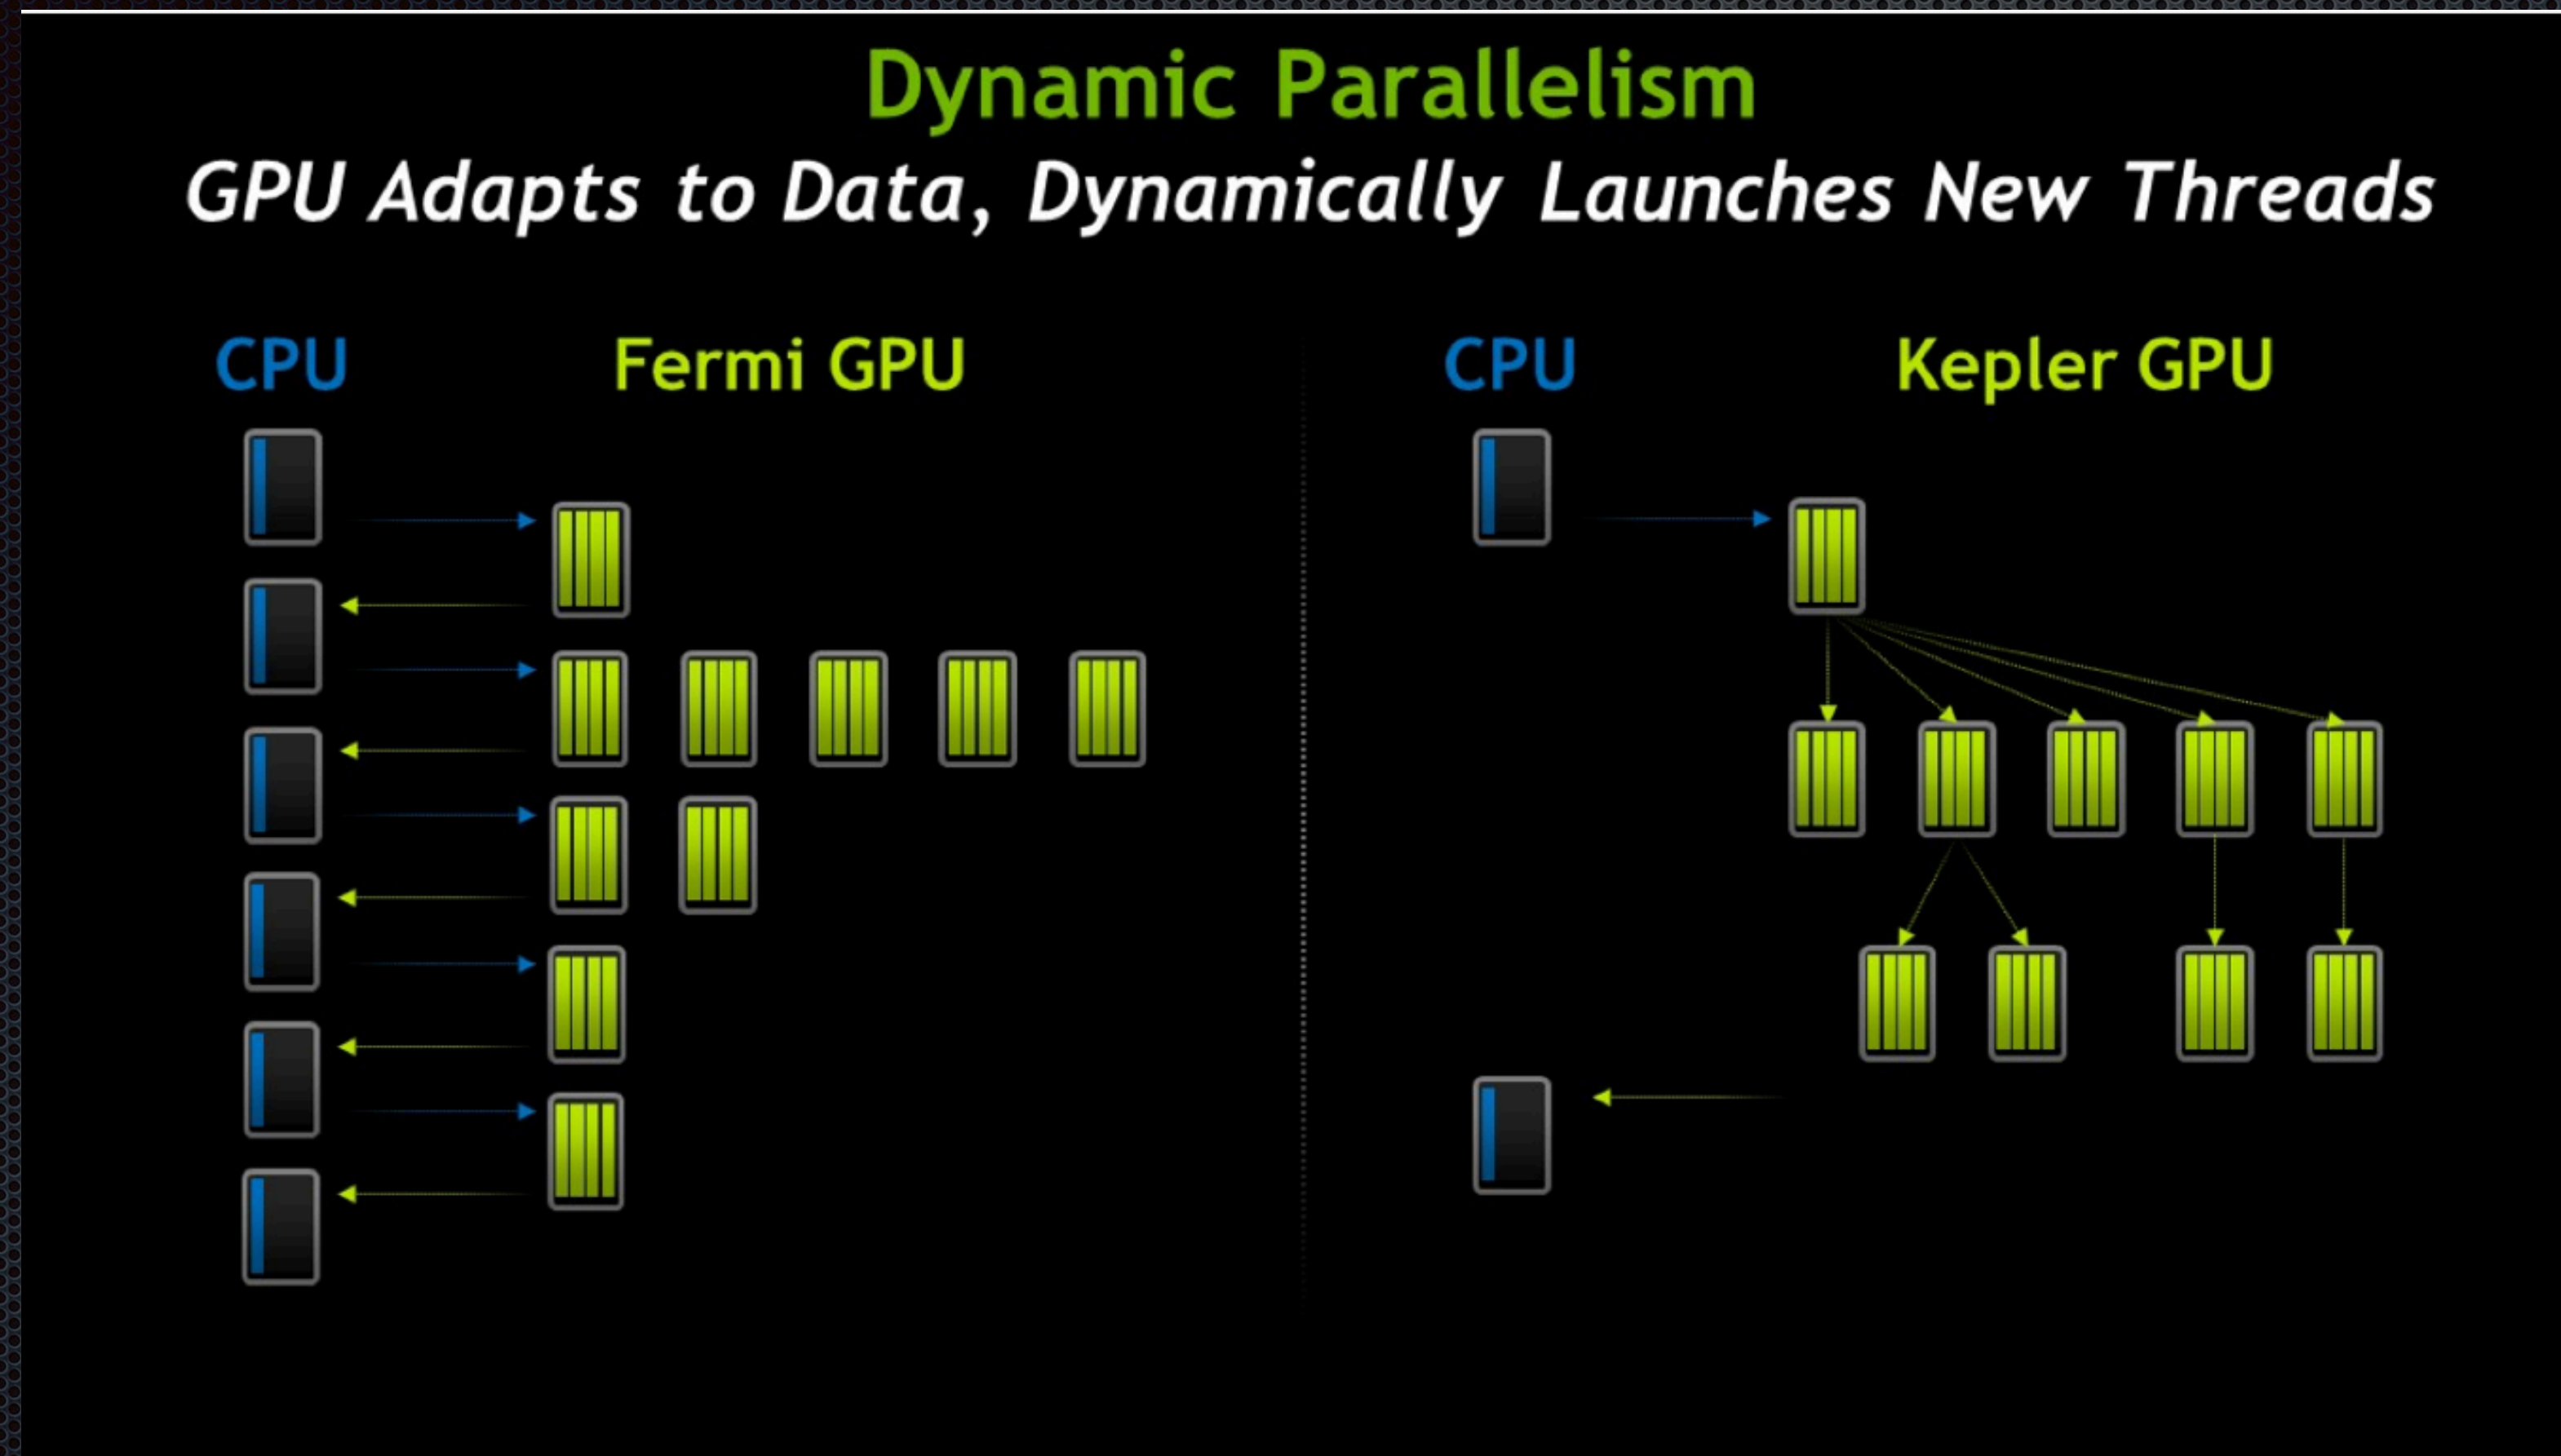 Dynamic Parallelism
GPU Adapts to Data, Dynamically Launches New Threads
CPU
Fermi GPU
CPU
Kepler GPU